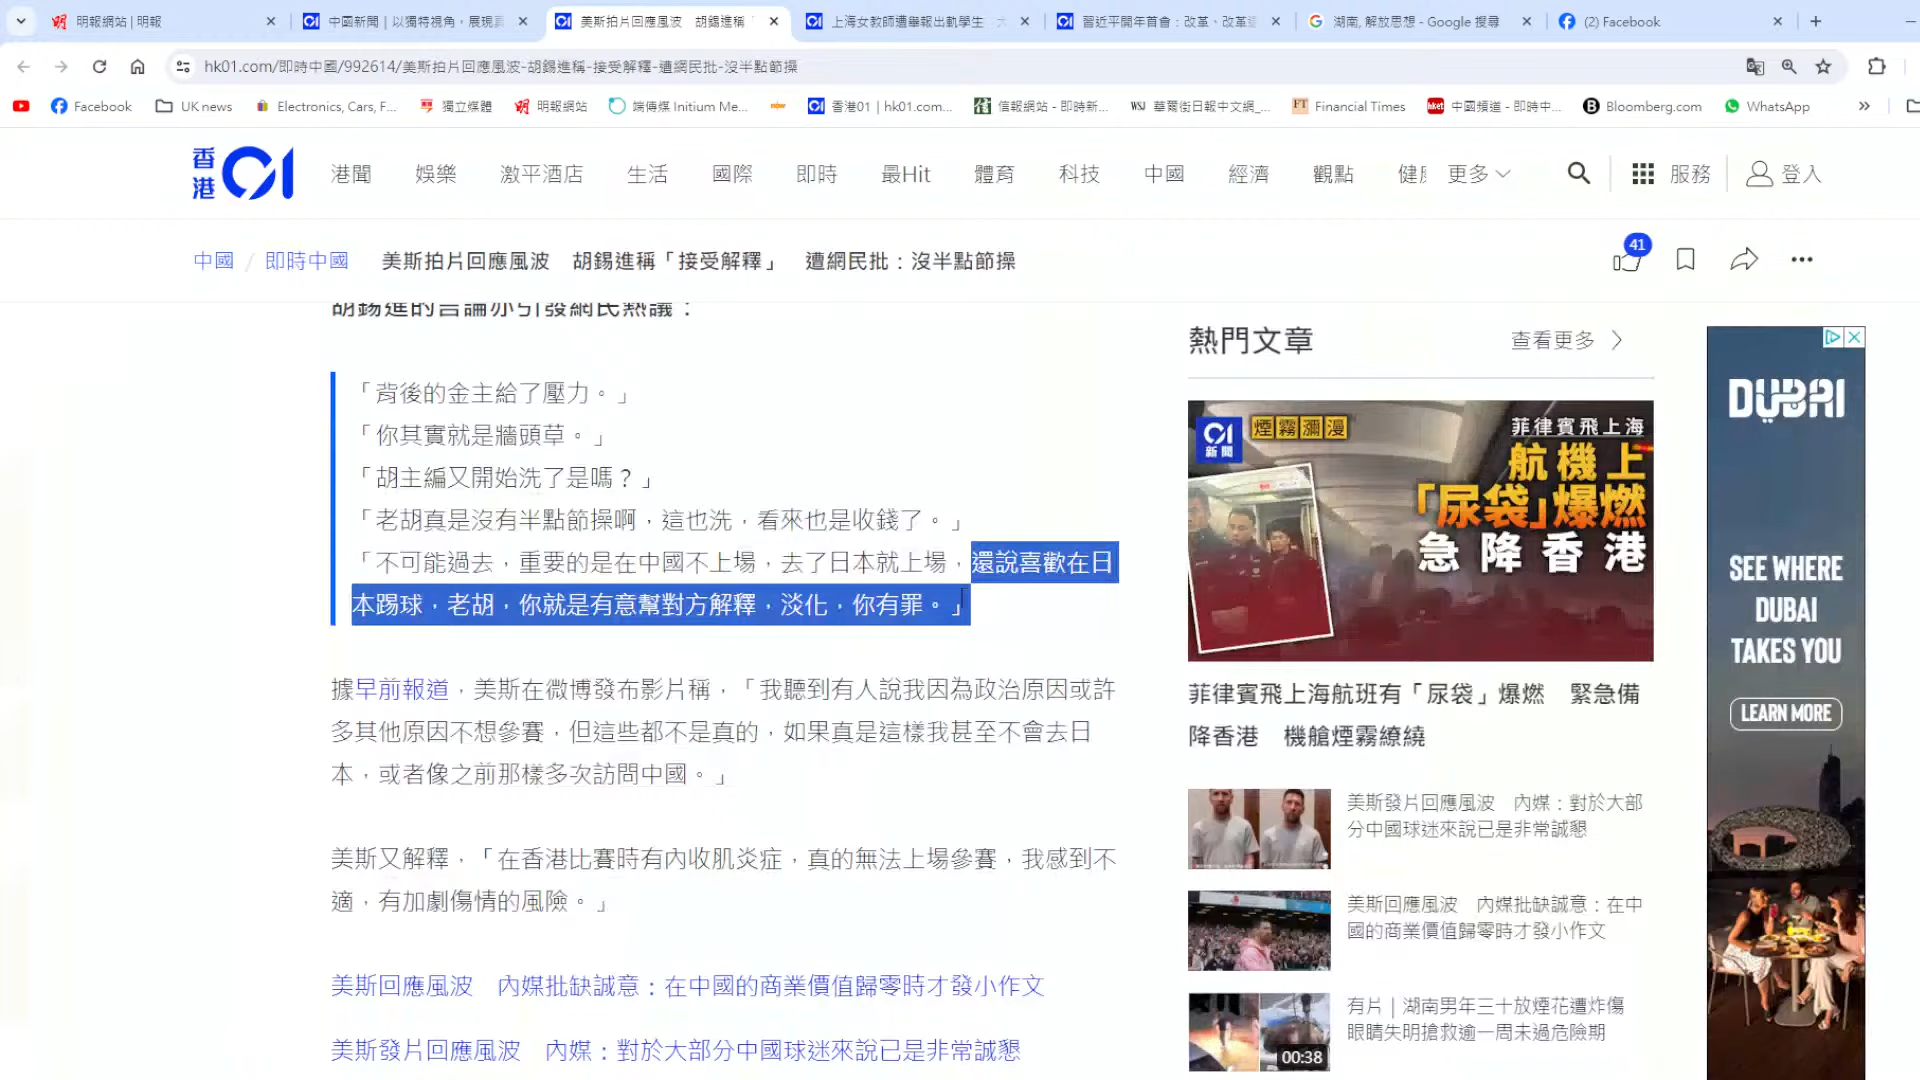 明報網站 | 明報
中國新聞 | 以獨特視角，展現
美斯拍片回應風波 胡錫進稱
上海女教師遭舉報出軌學生
習近平開年首會：改革、改革
湖南, 解放思想 - Google 搜尋
(2) Facebook
hk01.com/即時中國/992614/美斯拍片回應風波-胡錫進稱-接受解釋-遭網民批-沒半點節操
Facebook
UK news
Electronics, Cars, F...
獨立媒體
明報網站
端傳媒 Initium Me...
香港01 | hk01.com...
信報網站 - 即時新...
WSJ 華爾街日報中文網_...
FT Financial Times
hket 中國頻道 - 即時中...
B Bloomberg.com
WhatsApp
香港01
港聞
娛樂
激平酒店
生活
國際
即時
最Hit
體育
科技
中國
經濟
觀點
更多
服務
登入
中國 / 即時中國 美斯拍片回應風波 胡錫進稱「接受解釋」 遭網民批：沒半點節操
41
胡錫進的言論亦引發網民熱議：
「背後的金主給了壓力。」
「你其實就是牆頭草。」
「胡主編又開始洗了是嗎？」
「老胡真是沒有半點節操啊，這也洗，看來也是收錢了。」
「不可能過去，重要的是在中國不上場，去了日本就上場，還說喜歡在日
本踢球，老胡，你就是有意幫對方解釋，淡化，你有罪。」
據早前報道，美斯在微博發布影片稱，「我聽到有人說我因為政治原因或許
多其他原因不想參賽，但這些都不是真的，如果真是這樣我甚至不會去日
本，或者像之前那樣多次訪問中國。」
美斯又解釋，「在香港比賽時有內收肌炎症，真的無法上場參賽，我感到不
適，有加劇傷情的風險。」
美斯回應風波 內媒批缺誠意：在中國的商業價值歸零時才發小作文
美斯發片回應風波 內媒：對於大部分中國球迷來說已是非常誠懇
熱門文章
查看更多
01
新聞
煙霧瀰漫
菲律賓飛上海
航機上
「尿袋」爆燃
急降香港
菲律賓飛上海航班有「尿袋」爆燃 緊急備
降香港 機艙煙霧繚繞
美斯發片回應風波 內媒：對於大部
分中國球迷來說已是非常誠懇
美斯回應風波 內媒批缺誠意：在中
國的商業價值歸零時才發小作文
有片｜湖南男年三十放煙花遭炸傷
眼睛失明搶救逾一周未過危險期
00:38
DUBAI
SEE WHERE
DUBAI
TAKES YOU
LEARN MORE